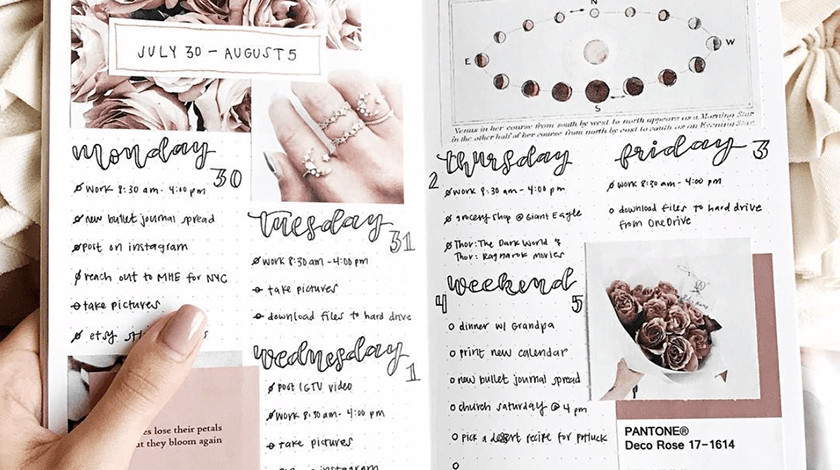 JULY 30 - AUGUST 5
monday
30
WORK 8:30 am - 4:00 pm
new bullet journal spread
post on instagram
reach out to MHE for NYC
take pictures
etsy
es lose their petals
ut they bloom again
tuesday
31
WORK 8:30 am - 4:00 pm
take pictures
download files to hard drive
wednesday
1
post IGTV video
WORK 8:30 am - 4:00 pm
take pictures
instagram
N
E
W
S
Venus in her course from south by west to north appears as a Morning Star
in the other half of her course from north by east to south as an Evening Star.
thursday
2
WORK 8:30 am - 4:00 pm
grocery shop @ Giant Eagle
Thor: The Dark World &
Thor: Ragnarok movies
friday
3
WORK 8:30 am - 4:00 pm
download files to hard drive
from OneDrive
weekend
4
5
dinner w/ Grandpa
print new calendar
new bullet journal spread
church saturday @ 4 pm
pick a dessert recipe for potluck
PANTONE®
Deco Rose 17-1614